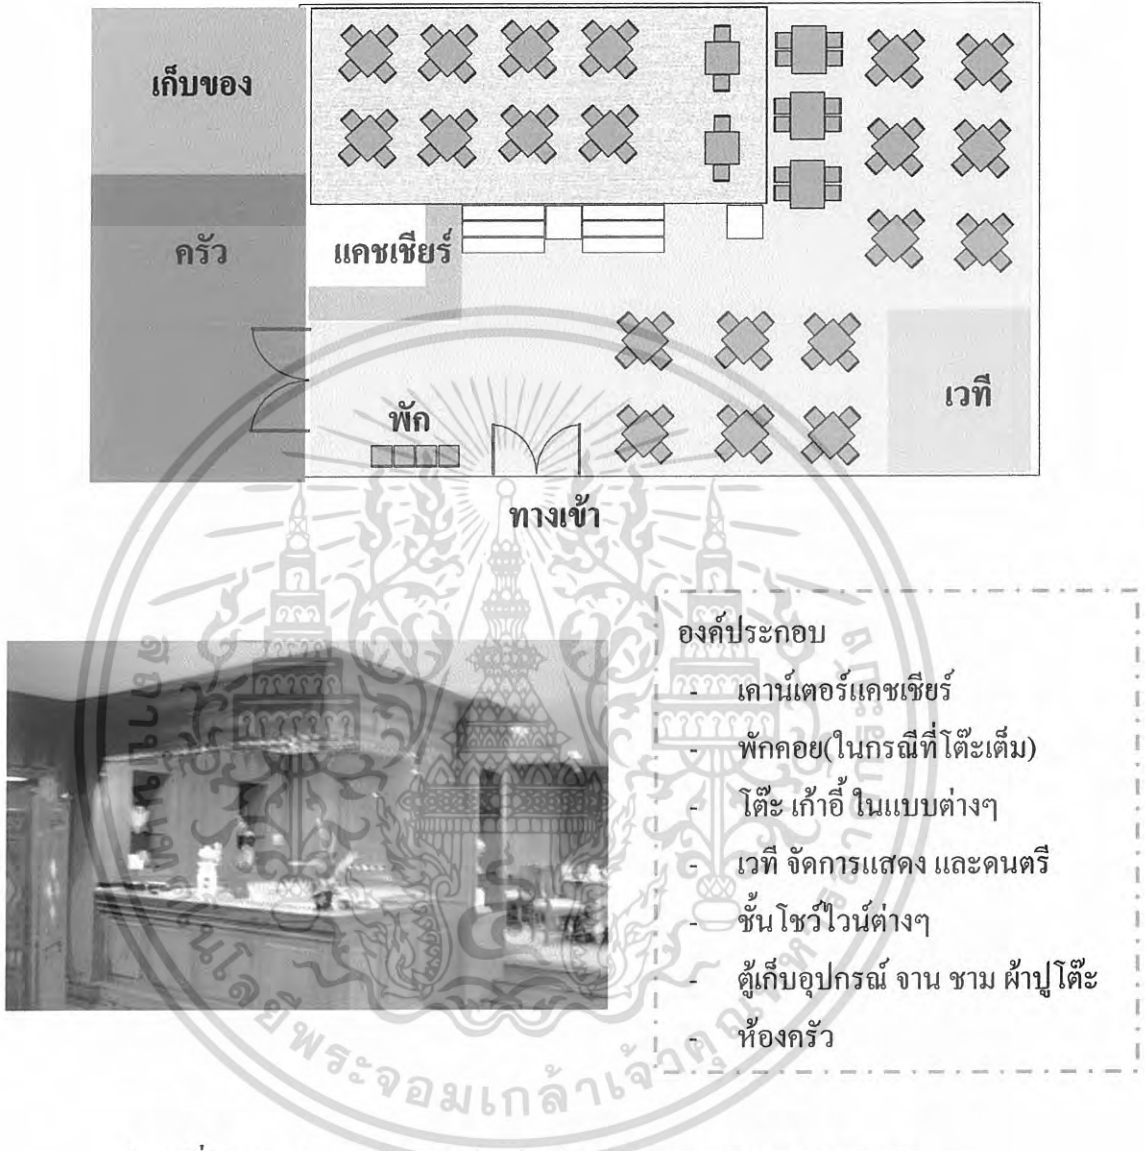 เก็บของ
ครัว
แคชเชียร์
เวที
พัก
ทางเข้า
องค์ประกอบ
- เคาน์เตอร์แคชเชียร์
- พักคอย(ในกรณีที่โต๊ะเต็ม)
- โต๊ะ เก้าอี้ ในแบบต่างๆ
- เวที จัดการแสดง และดนตรี
- ชั้นโชว์ไวน์ต่างๆ
- ตู้เก็บอุปกรณ์ จาน ชาม ผ้าปูโต๊ะ
- ห้องครัว